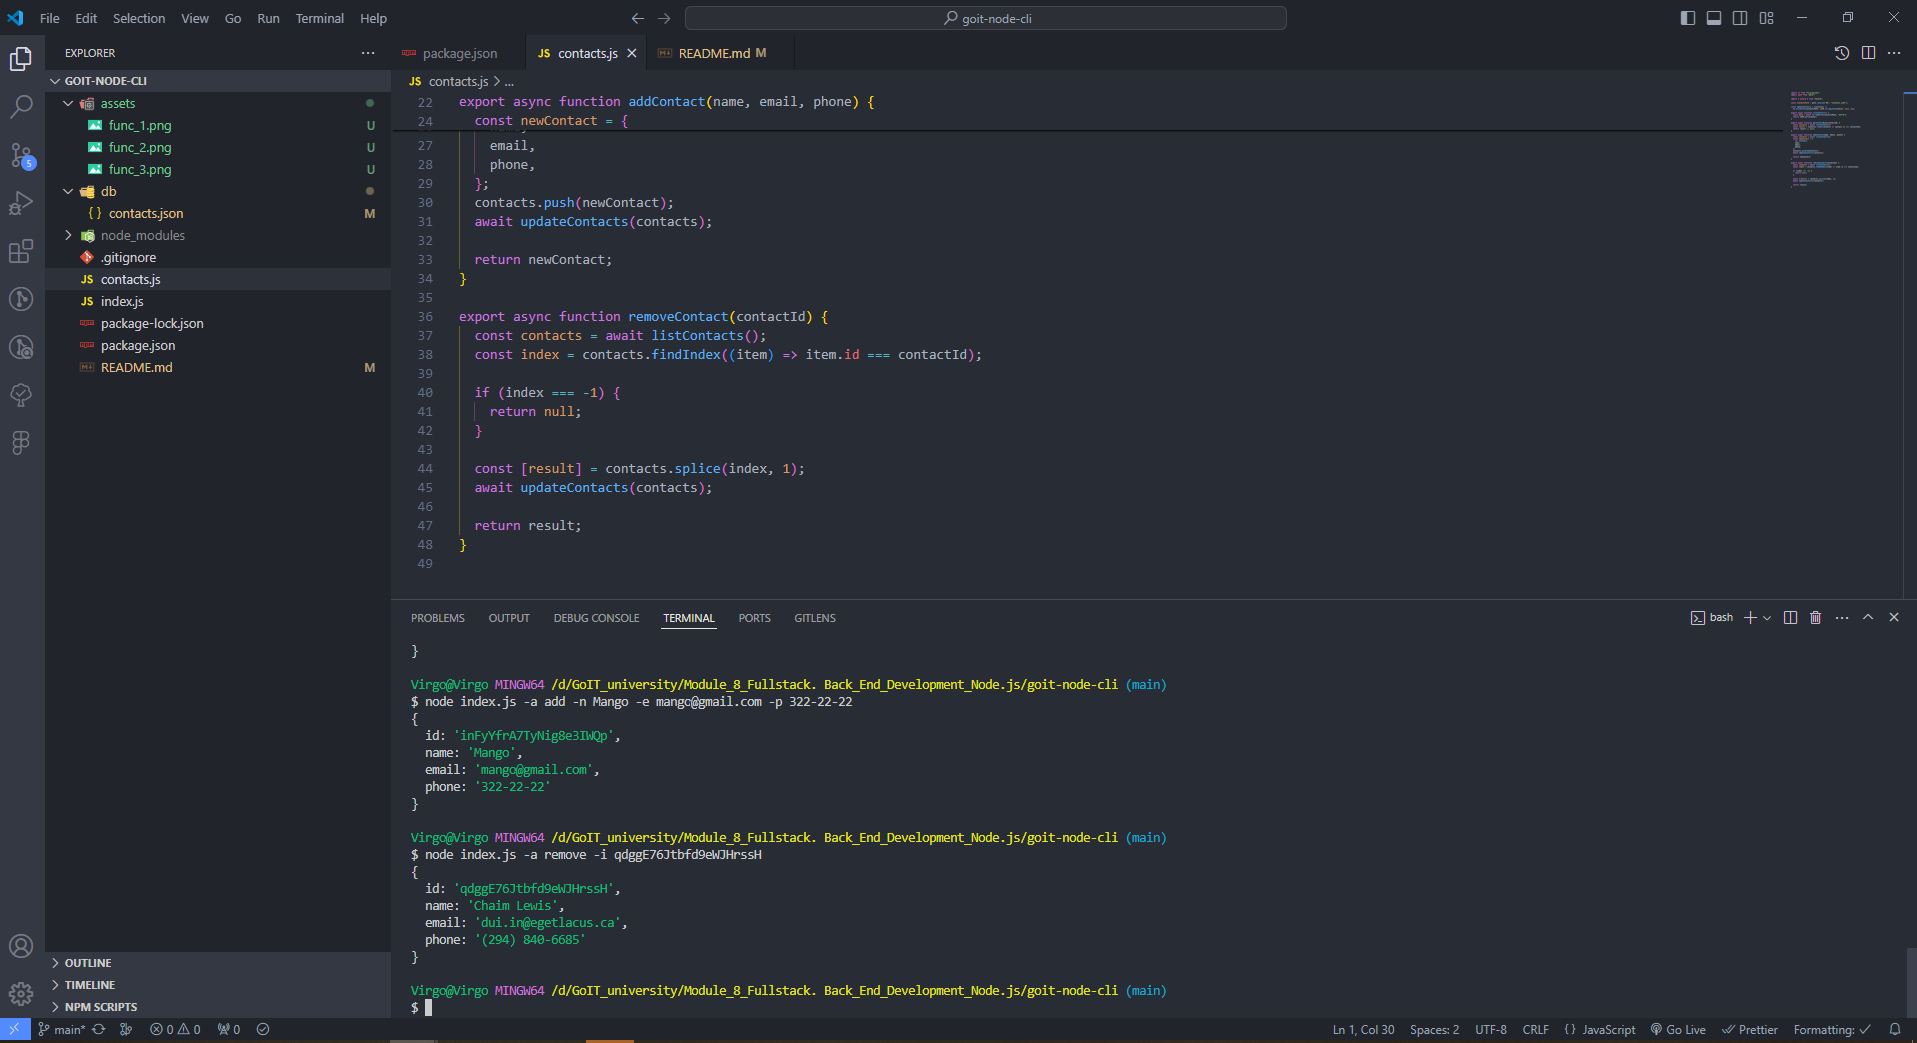 File Edit Selection View Go Run Terminal Help
goit-node-cli
EXPLORER
GOIT-NODE-CLI
assets
func_1.png U
func_2.png U
func_3.png U
db
{} contacts.json M
node_modules
.gitignore
JS contacts.js
JS index.js
package-lock.json
package.json
README.md M
OUTLINE
TIMELINE
NPM SCRIPTS
5
package.json
JS contacts.js
README.md M
JS contacts.js > ...
22 export async function addContact(name, email, phone) {
24 const newContact = {
27 email,
28 phone,
29 };
30 contacts.push(newContact);
31 await updateContacts(contacts);
32
33 return newContact;
34 }
35
36 export async function removeContact(contactId) {
37 const contacts = await listContacts();
38 const index = contacts.findIndex((item) => item.id === contactId);
39
40 if (index === -1) {
41 return null;
42 }
43
44 const [result] = contacts.splice(index, 1);
45 await updateContacts(contacts);
46
47 return result;
48 }
49
PROBLEMS OUTPUT DEBUG CONSOLE TERMINAL PORTS GITLENS
bash
}
Virgo@Virgo MINGW64 /d/GoIT_university/Module_8_Fullstack. Back_End_Development_Node.js/goit-node-cli (main)
$ node index.js -a add -n Mango -e mango@gmail.com -p 322-22-22
{
id: 'inFyYfrA7TyNig8e3IWQp',
name: 'Mango',
email: 'mango@gmail.com',
phone: '322-22-22'
}
Virgo@Virgo MINGW64 /d/GoIT_university/Module_8_Fullstack. Back_End_Development_Node.js/goit-node-cli (main)
$ node index.js -a remove -i qdggE76Jtbfd9eWJHrssH
{
id: 'qdggE76Jtbfd9eWJHrssH',
name: 'Chaim Lewis',
email: 'dui.in@egetlacus.ca',
phone: '(294) 840-6685'
}
Virgo@Virgo MINGW64 /d/GoIT_university/Module_8_Fullstack. Back_End_Development_Node.js/goit-node-cli (main)
$
main* 0 0 0
Ln 1, Col 30 Spaces: 2 UTF-8 CRLF {} JavaScript Go Live Prettier Formatting: ✓